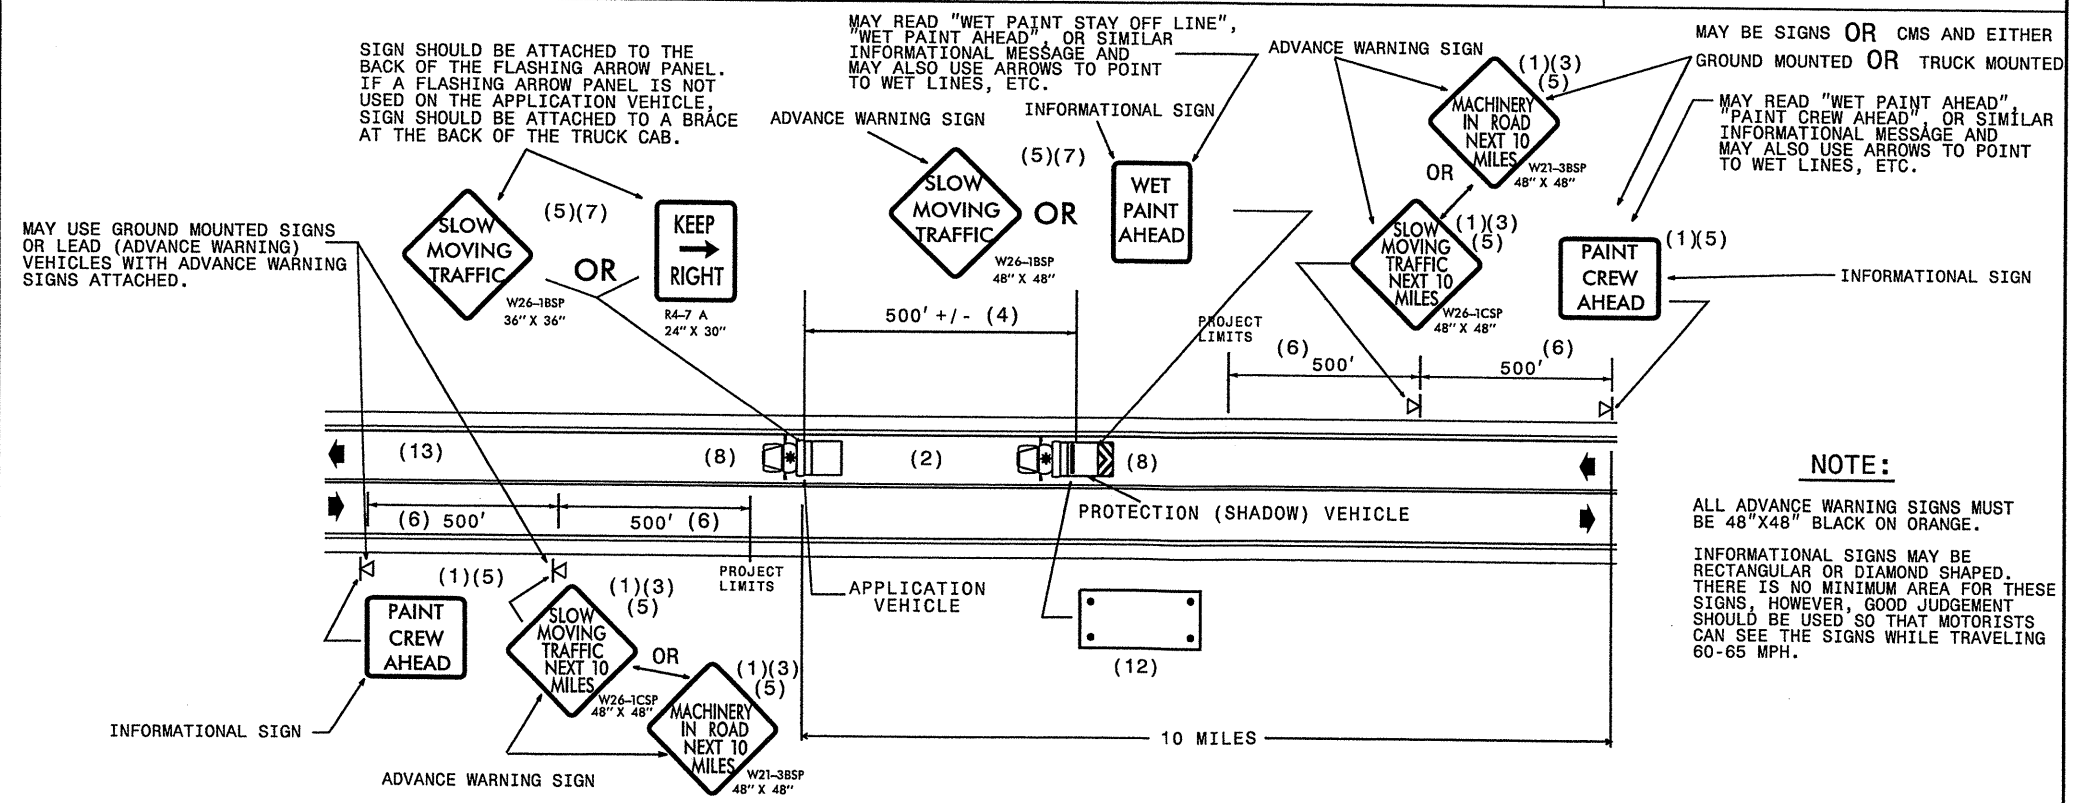 SIGN SHOULD BE ATTACHED TO THE
BACK OF THE FLASHING ARROW PANEL.
IF A FLASHING ARROW PANEL IS NOT
USED ON THE APPLICATION VEHICLE,
SIGN SHOULD BE ATTACHED TO A BRACE
AT THE BACK OF THE TRUCK CAB.
MAY READ "WET PAINT STAY OFF LINE",
"WET PAINT AHEAD", OR SIMILAR
INFORMATIONAL MESSAGE AND
MAY ALSO USE ARROWS TO POINT
TO WET LINES, ETC.
ADVANCE WARNING SIGN
INFORMATIONAL SIGN
ADVANCE WARNING SIGN
MAY BE SIGNS OR CMS AND EITHER
GROUND MOUNTED OR TRUCK MOUNTED
MAY READ "WET PAINT AHEAD",
"PAINT CREW AHEAD", OR SIMILAR
INFORMATIONAL MESSAGE AND
MAY ALSO USE ARROWS TO POINT
TO WET LINES, ETC.
(1)(3)
(5)
MACHINERY
IN ROAD
NEXT 10
MILES
W21-3BSP
48" X 48"
OR
MAY USE GROUND MOUNTED SIGNS
OR LEAD (ADVANCE WARNING)
VEHICLES WITH ADVANCE WARNING
SIGNS ATTACHED.
SLOW
MOVING
TRAFFIC
W26-1BSP
36" X 36"
(5)(7)
OR
KEEP
RIGHT
R4-7 A
24" X 30"
SLOW
MOVING
TRAFFIC
W26-1BSP
48" X 48"
(5)(7)
OR
WET
PAINT
AHEAD
SLOW
MOVING
TRAFFIC
NEXT 10
MILES
(1)(3)
(5)
W26-1CSP
48" X 48"
PAINT
CREW
AHEAD
(1)(5)
INFORMATIONAL SIGN
500' +/- (4)
PROJECT
LIMITS
(6)
500'
(6)
500'
(13)
(8)
(2)
(8)
(6) 500'
500' (6)
PROTECTION (SHADOW) VEHICLE
PROJECT
LIMITS
APPLICATION
VEHICLE
(12)
(1)(5)
PAINT
CREW
AHEAD
INFORMATIONAL SIGN
(1)(3)
(5)
SLOW
MOVING
TRAFFIC
NEXT 10
MILES
W26-1CSP
48" X 48"
OR
(1)(3)
(5)
MACHINERY
IN ROAD
NEXT 10
MILES
W21-3BSP
48" X 48"
ADVANCE WARNING SIGN
10 MILES
NOTE:
ALL ADVANCE WARNING SIGNS MUST
BE 48"X48" BLACK ON ORANGE.
INFORMATIONAL SIGNS MAY BE
RECTANGULAR OR DIAMOND SHAPED.
THERE IS NO MINIMUM AREA FOR THESE
SIGNS, HOWEVER, GOOD JUDGEMENT
SHOULD BE USED SO THAT MOTORISTS
CAN SEE THE SIGNS WHILE TRAVELING
60-65 MPH.